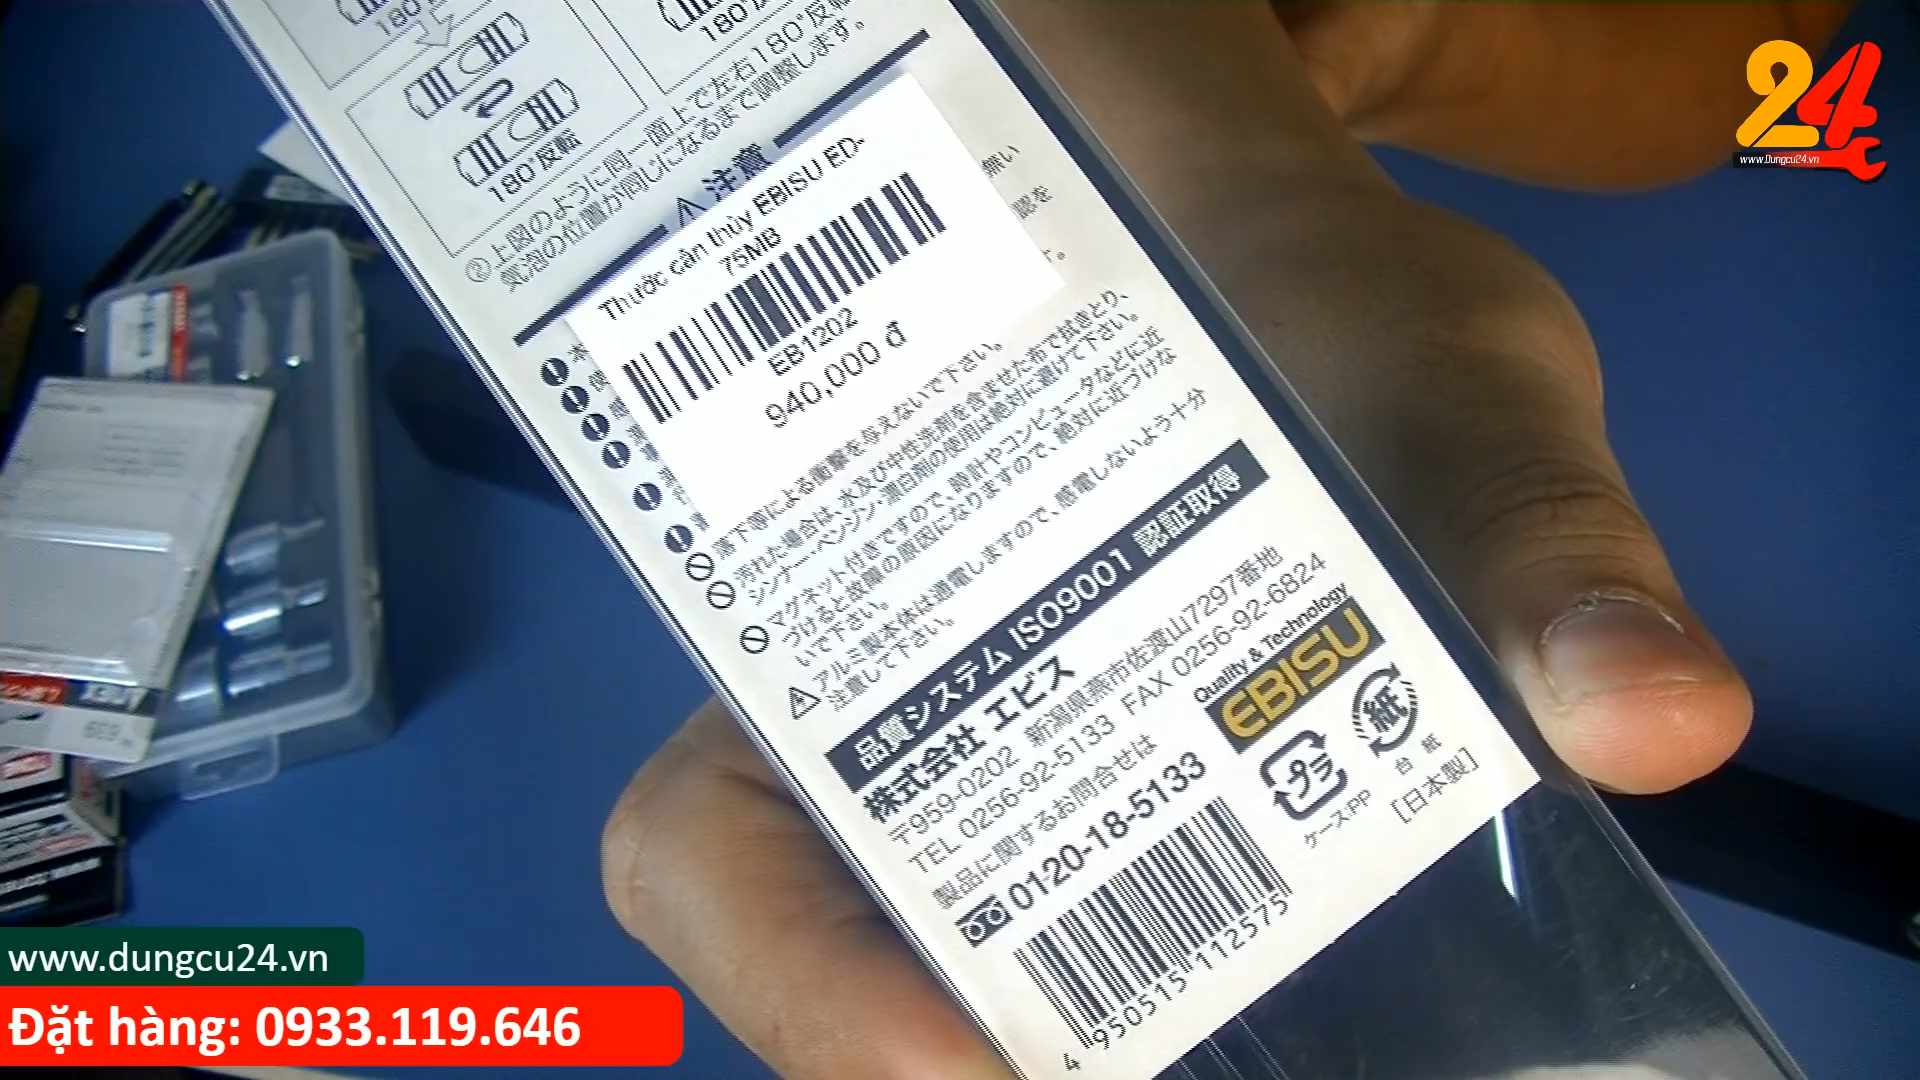 180°反転
180°反転
②上図のように同一面上で左右180°反転
気泡の位置が同じになるまで調整します。
⚠注意
Thước cân thủy EBISU ED-
75MB
EB1202
940,000 đ
無い
認を
落下等による衝撃を与えないで下さい。
汚れた場合は、水及び中性洗剤を含ませた布で拭きとり、
シンナー・ベンジン・漂白剤の使用は絶対に避けて下さい。
マグネット付きですので、時計やコンピュータなどに近
づけると故障の原因になりますので、絶対に近づけな
いで下さい。
アルミ製本体は通電しますので、感電しないよう十分
注意して下さい。
品質システム ISO9001 認証取得
株式会社 エビス
〒959-0202 新潟県燕市佐渡山7297番地
TEL 0256-92-5133 FAX 0256-92-6824
製品に関するお問合せは
0120-18-5133
Quality & Technology
EBISU
プラ
紙
ケース:PP
台紙
[日本製]
4950515112575
24
www.Dungcu24.vn
www.dungcu24.vn
Đặt hàng: 0933.119.646